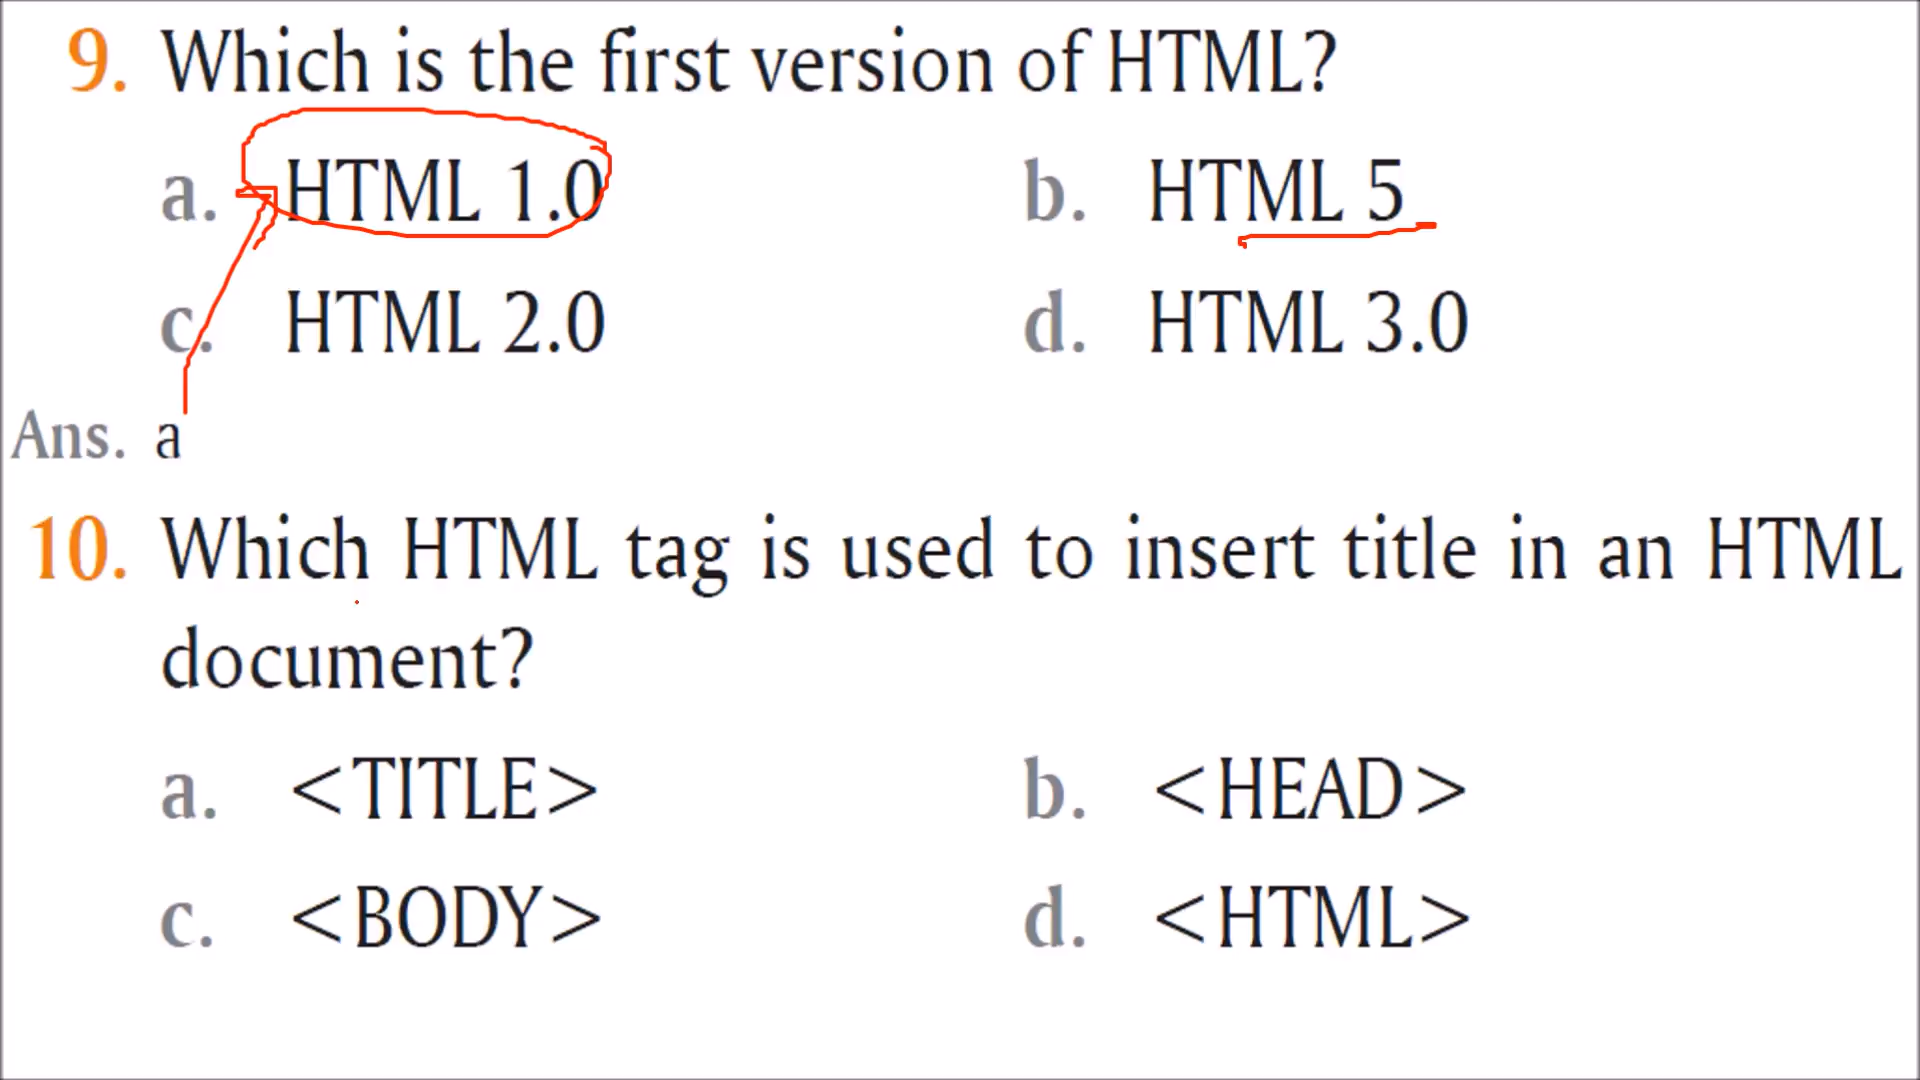 9. Which is the first version of HTML?
a. HTML 1.0 b. HTML 5
c. HTML 2.0 d. HTML 3.0
Ans. a
10. Which HTML tag is used to insert title in an HTML
document?
a. <TITLE> b. <HEAD>
c. <BODY> d. <HTML>